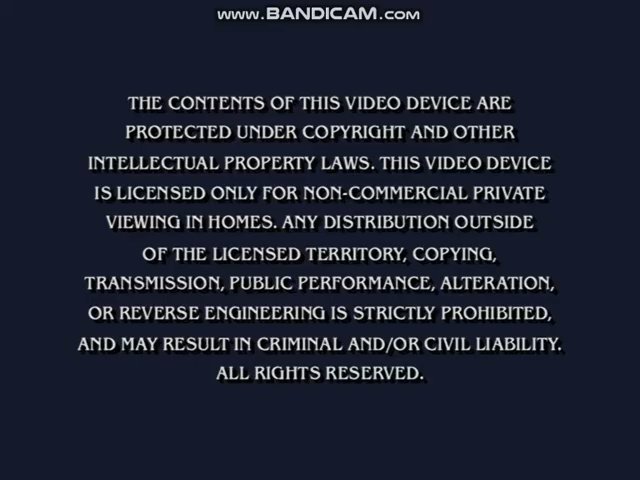 www.BANDICAM.com
THE CONTENTS OF THIS VIDEO DEVICE ARE
PROTECTED UNDER COPYRIGHT AND OTHER
INTELLECTUAL PROPERTY LAWS. THIS VIDEO DEVICE
IS LICENSED ONLY FOR NON-COMMERCIAL PRIVATE
VIEWING IN HOMES. ANY DISTRIBUTION OUTSIDE
OF THE LICENSED TERRITORY, COPYING,
TRANSMISSION, PUBLIC PERFORMANCE, ALTERATION,
OR REVERSE ENGINEERING IS STRICTLY PROHIBITED,
AND MAY RESULT IN CRIMINAL AND/OR CIVIL LIABILITY.
ALL RIGHTS RESERVED.